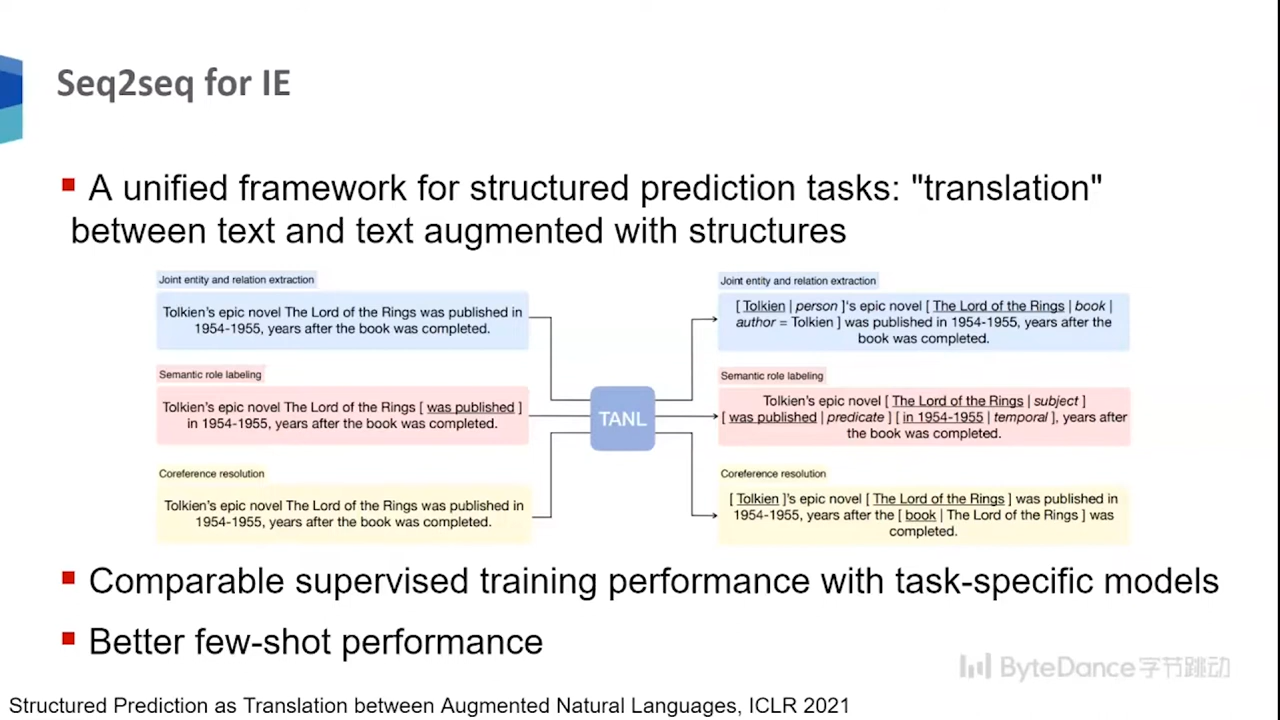 Seq2seq for IE
A unified framework for structured prediction tasks: "translation"
between text and text augmented with structures
Joint entity and relation extraction
Tolkien's epic novel The Lord of the Rings was published in
1954-1955, years after the book was completed.
Semantic role labeling
Tolkien's epic novel The Lord of the Rings [ was published ]
in 1954-1955, years after the book was completed.
Coreference resolution
Tolkien's epic novel The Lord of the Rings was published in
1954-1955, years after the book was completed.
TANL
Joint entity and relation extraction
[ Tolkien | person ]'s epic novel [ The Lord of the Rings | book |
author = Tolkien ] was published in 1954-1955, years after the
book was completed.
Semantic role labeling
Tolkien's epic novel [ The Lord of the Rings | subject ]
[ was published | predicate ] [ in 1954-1955 | temporal ], years after
the book was completed.
Coreference resolution
[ Tolkien ]'s epic novel [ The Lord of the Rings ] was published in
1954-1955, years after the [ book | The Lord of the Rings ] was
completed.
Comparable supervised training performance with task-specific models
Better few-shot performance
ByteDance字节跳动
Structured Prediction as Translation between Augmented Natural Languages, ICLR 2021